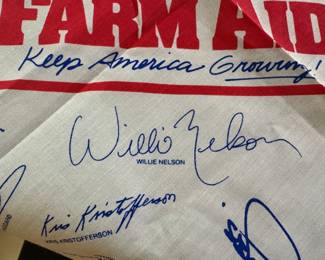 FARM AID
Keep America Growing!
Willie Nelson
WILLIE NELSON
Kris Kristofferson
KRIS KRISTOFFERSON